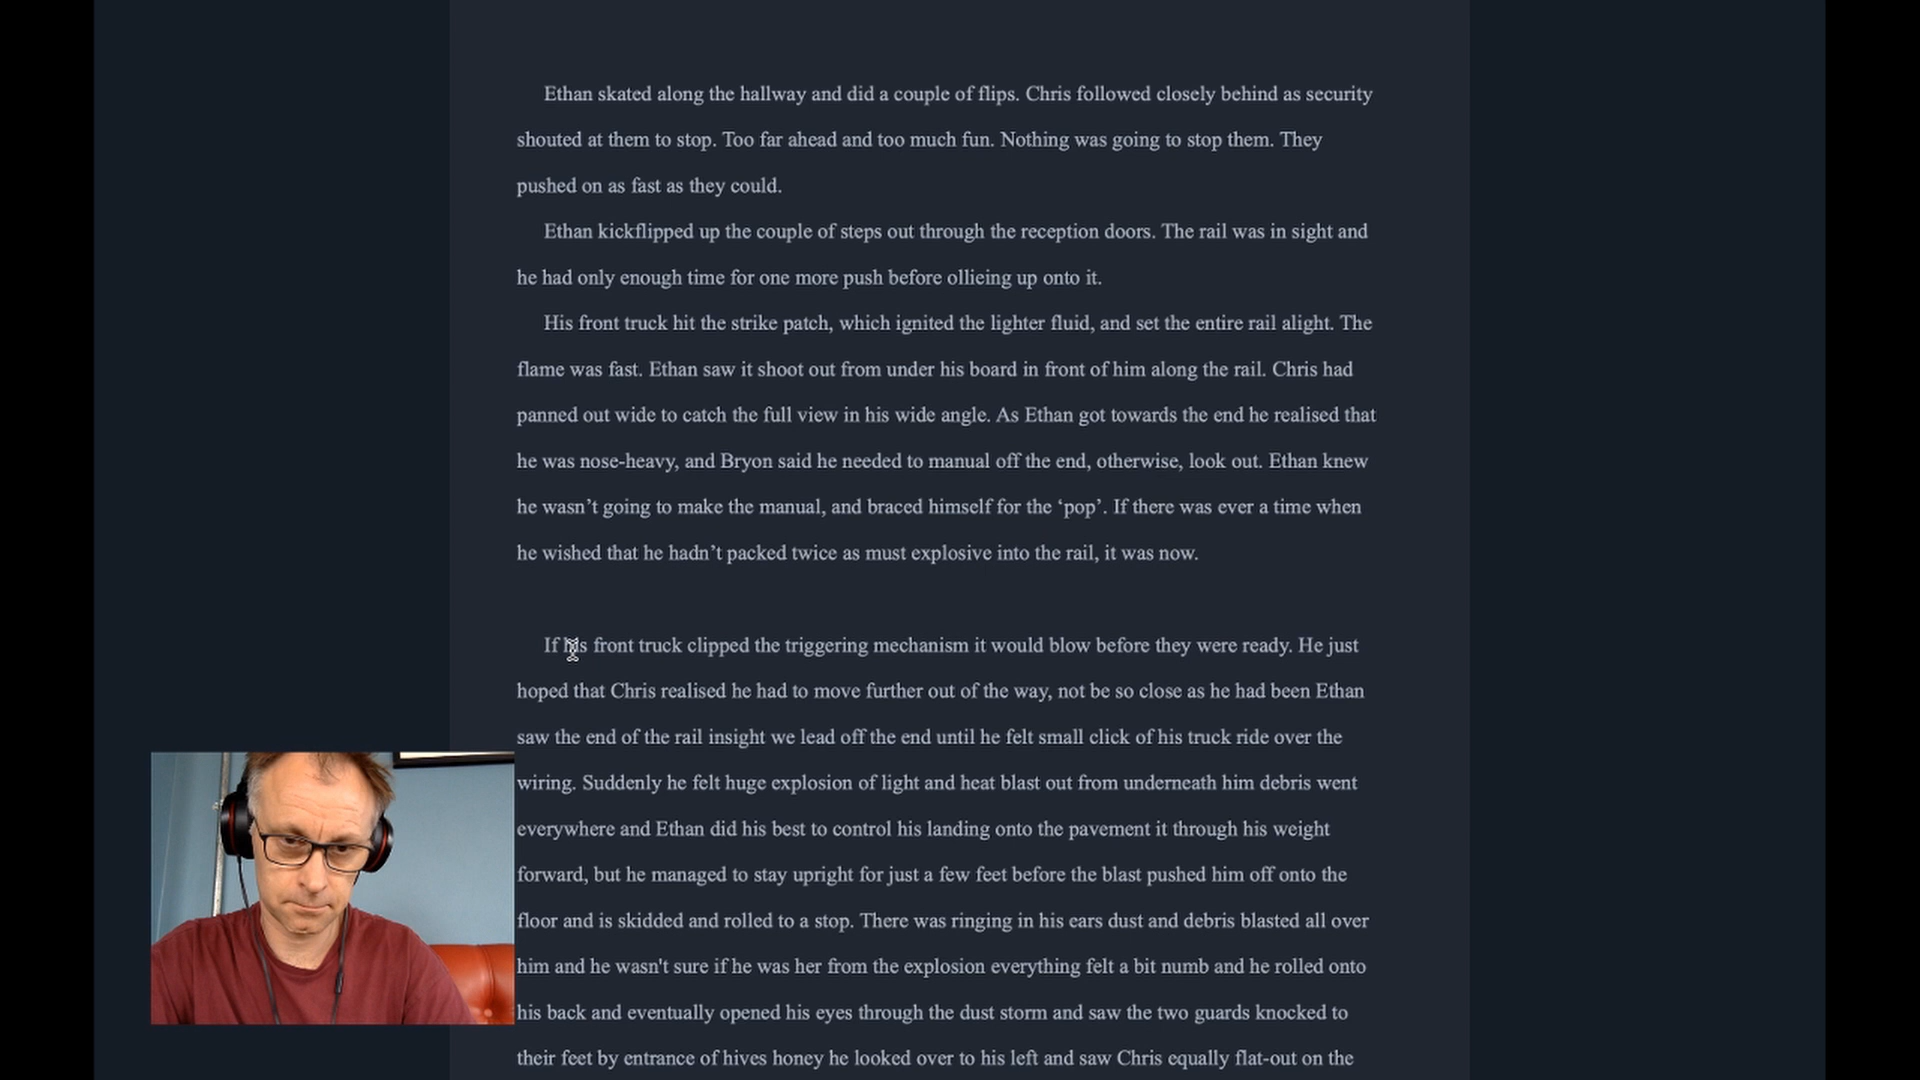 Ethan skated along the hallway and did a couple of flips. Chris followed closely behind as security
shouted at them to stop. Too far ahead and too much fun. Nothing was going to stop them. They
pushed on as fast as they could.
Ethan kickflipped up the couple of steps out through the reception doors. The rail was in sight and
he had only enough time for one more push before ollieing up onto it.
His front truck hit the strike patch, which ignited the lighter fluid, and set the entire rail alight. The
flame was fast. Ethan saw it shoot out from under his board in front of him along the rail. Chris had
panned out wide to catch the full view in his wide angle. As Ethan got towards the end he realised that
he was nose-heavy, and Bryon said he needed to manual off the end, otherwise, look out. Ethan knew
he wasn’t going to make the manual, and braced himself for the ‘pop’. If there was ever a time when
he wished that he hadn’t packed twice as must explosive into the rail, it was now.
If his front truck clipped the triggering mechanism it would blow before they were ready. He just
hoped that Chris realised he had to move further out of the way, not be so close as he had been Ethan
saw the end of the rail insight we lead off the end until he felt small click of his truck ride over the
wiring. Suddenly he felt huge explosion of light and heat blast out from underneath him debris went
everywhere and Ethan did his best to control his landing onto the pavement it through his weight
forward, but he managed to stay upright for just a few feet before the blast pushed him off onto the
floor and is skidded and rolled to a stop. There was ringing in his ears dust and debris blasted all over
him and he wasn't sure if he was her from the explosion everything felt a bit numb and he rolled onto
his back and eventually opened his eyes through the dust storm and saw the two guards knocked to
their feet by entrance of hives honey he looked over to his left and saw Chris equally flat-out on the